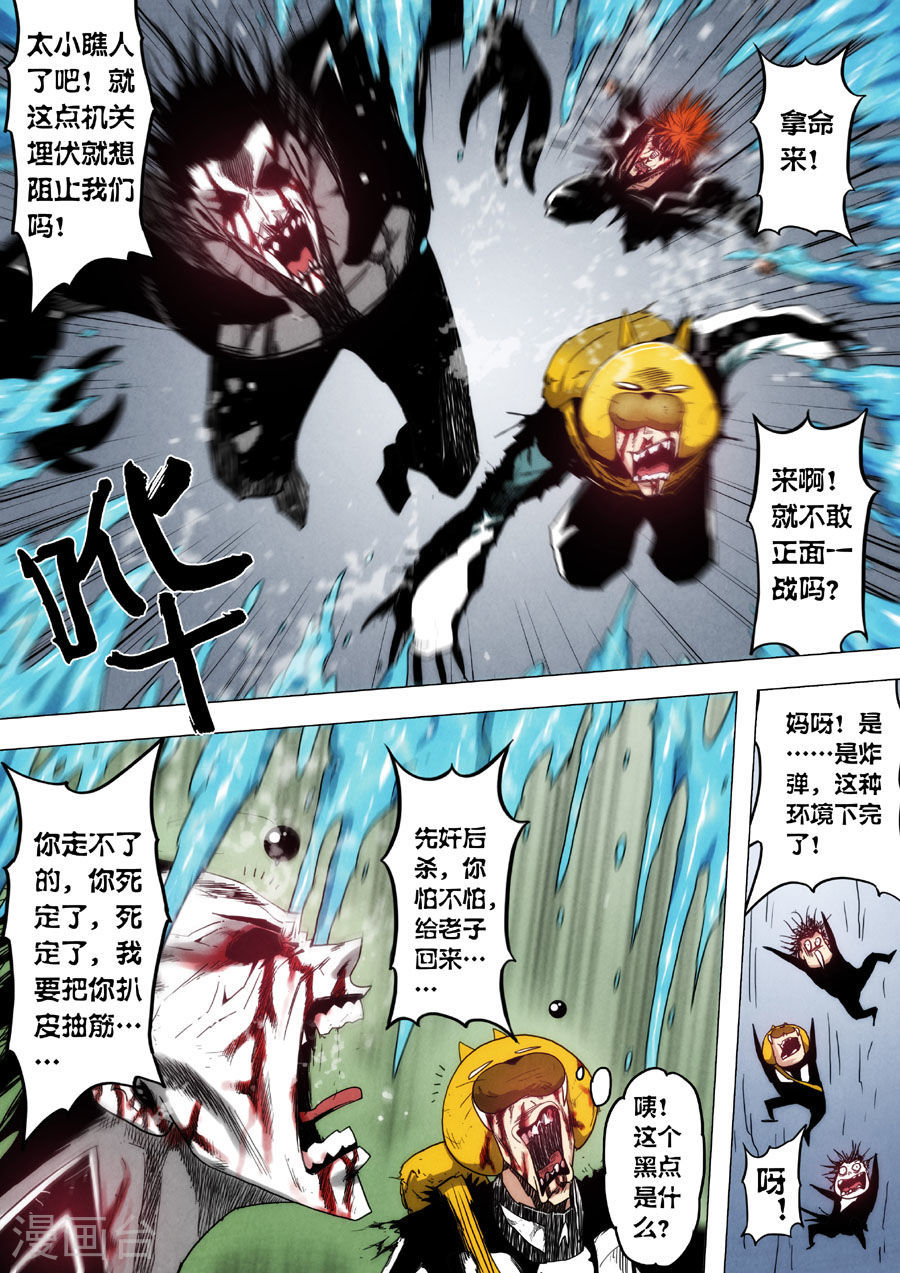 太小瞧人
了吧！就
这点机关
埋伏就想
阻止我们
吗！
拿命
来！
来啊！
就不敢
正面一
战吗？
哗
你走不了
的，你死
定了，死
定了，我
要把你扒
皮抽筋……
……
先奸后
杀，你
怕不怕，
给老子
回来……
……
咦！
这个
黑点
是什
么？
妈呀！是
……是炸
弹，这种
环境下完
了！
呀！
漫画台